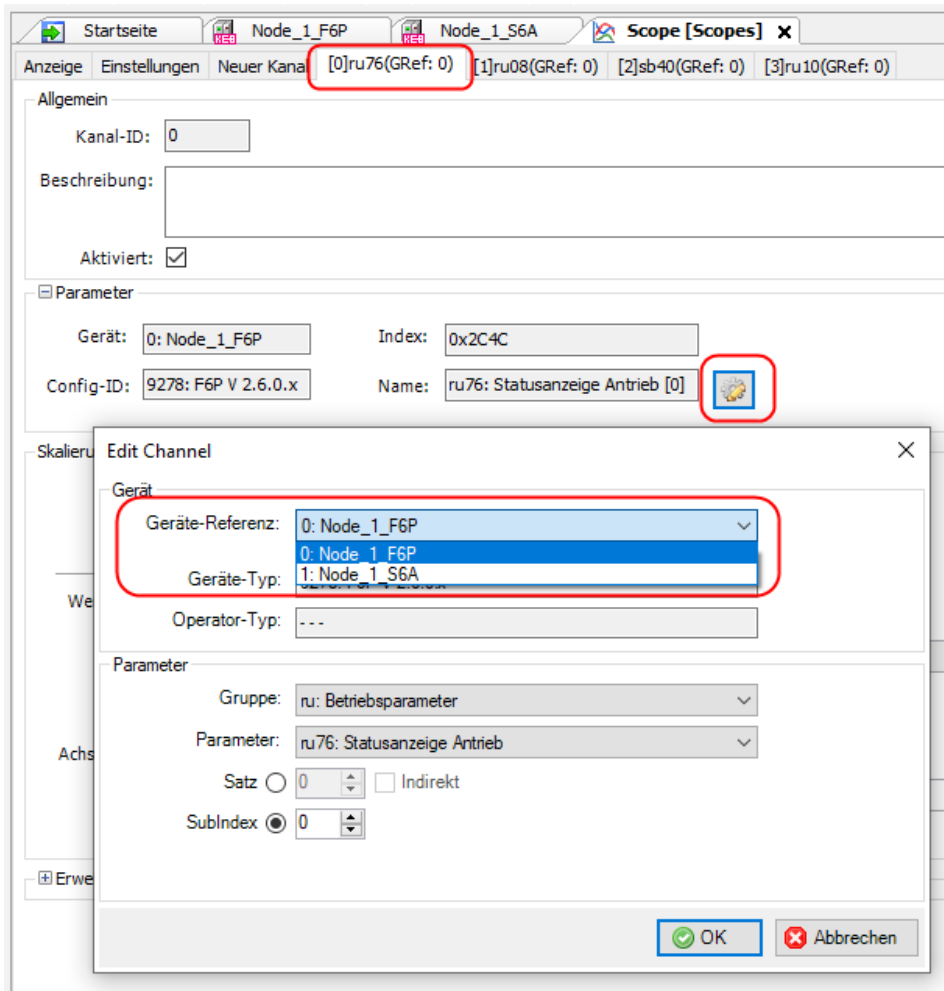 Startseite Node_1_F6P Node_1_S6A Scope [Scopes]
Anzeige Einstellungen Neuer Kanal [0]ru76(GRef: 0) [1]ru08(GRef: 0) [2]sb40(GRef: 0) [3]ru10(GRef: 0)
Allgemein
Kanal-ID: 0
Beschreibung:
Aktiviert:
Parameter
Gerät: 0: Node_1_F6P Index: 0x2C4C
Config-ID: 9278: F6P V 2.6.0.x Name: ru76: Statusanzeige Antrieb [0]
Skalieru
Edit Channel
Gerät
Geräte-Referenz: 0: Node_1_F6P
0: Node_1_F6P
1: Node_1_S6A
Geräte-Typ:
We
Operator-Typ: ---
Parameter
Gruppe: ru: Betriebsparameter
Parameter: ru76: Statusanzeige Antrieb
Achs
Satz 0 Indirekt
SubIndex 0
Erwe
OK Abbrechen